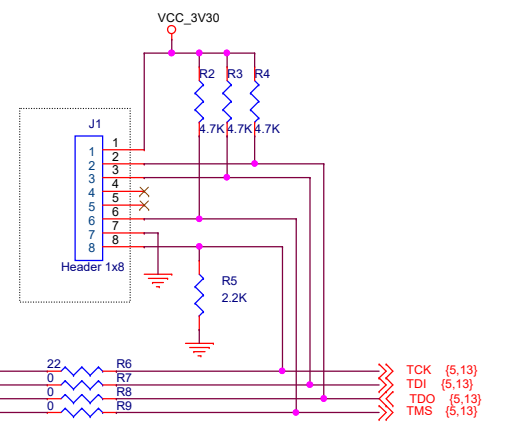 VCC_3V30
R2 R3 R4
4.7K 4.7K 4.7K
J1
1 1
2 2
3 3
4 4
5 5
6 6
7 7
8 8
Header 1x8
R5
2.2K
22 R6 TCK {5,13}
0 R7 TDI {5,13}
0 R8 TDO {5,13}
0 R9 TMS {5,13}